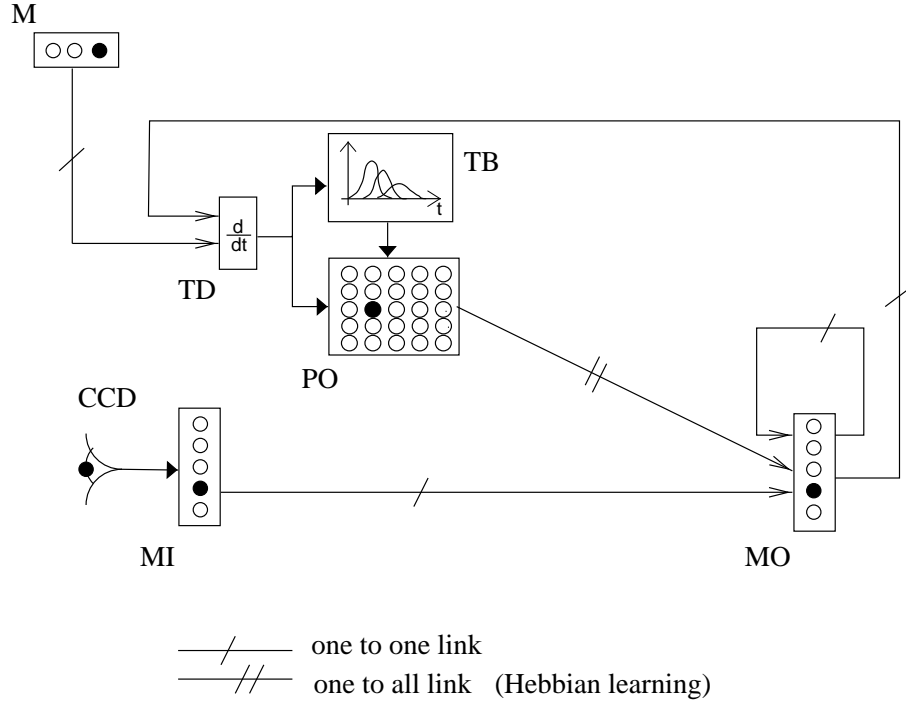 M
TB
t
d
dt
TD
PO
CCD
MI
MO
one to one link
one to all link (Hebbian learning)